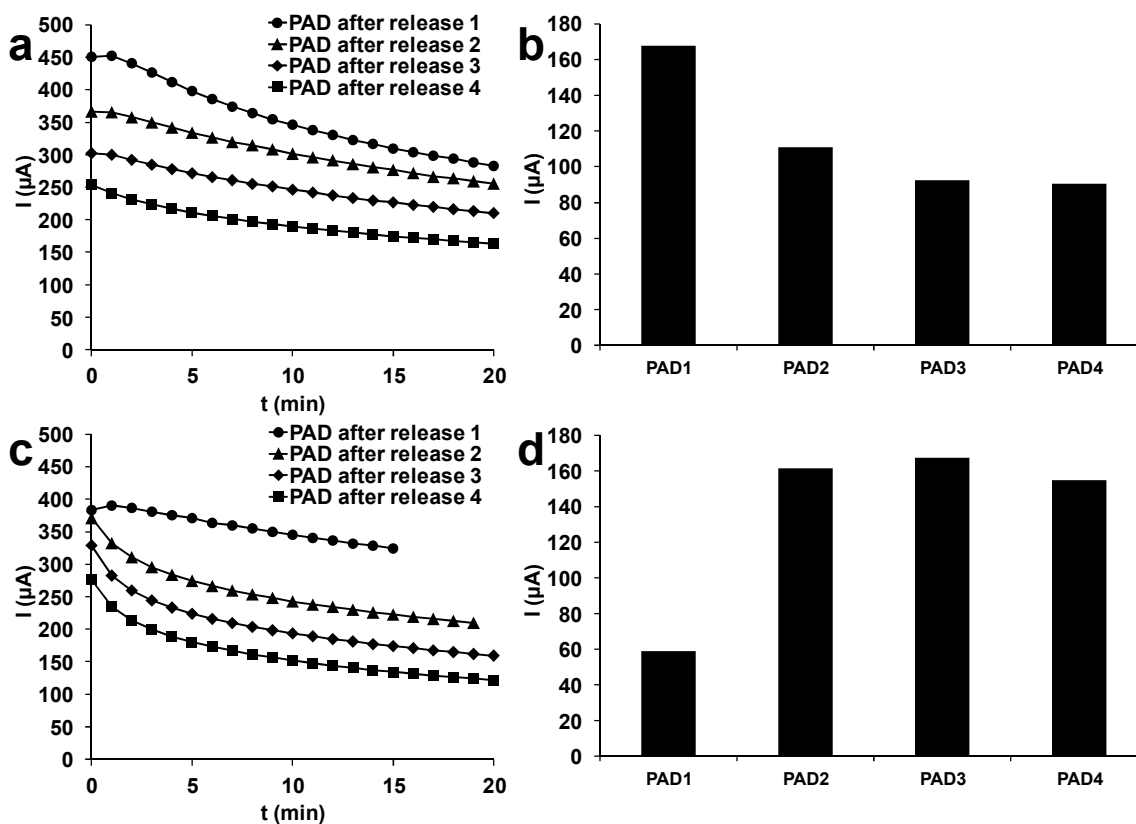 a
500
450
400
350
300
250
200
150
100
50
0
I (µA)
PAD after release 1
PAD after release 2
PAD after release 3
PAD after release 4
0 5 10 15 20
t (min)
b
180
160
140
120
100
80
60
40
20
0
I (µA)
PAD1 PAD2 PAD3 PAD4
c
500
450
400
350
300
250
200
150
100
50
0
I (µA)
PAD after release 1
PAD after release 2
PAD after release 3
PAD after release 4
0 5 10 15 20
t (min)
d
180
160
140
120
100
80
60
40
20
0
I (µA)
PAD1 PAD2 PAD3 PAD4